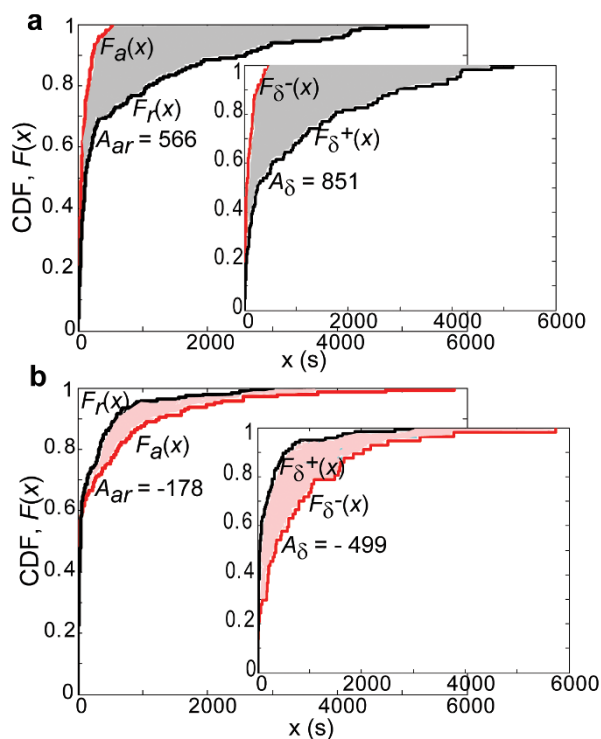 a
CDF, F(x)
1
0.8
0.6
0.4
0.2
0
F_a(x)
F_r(x)
A_ar = 566
1
0.8
0.6
0.4
0.2
0
F_δ⁻(x)
F_δ⁺(x)
A_δ = 851
0 2000 4000 6000
0 2000 4000 6000
x (s)
b
CDF, F(x)
1
0.8
0.6
0.4
0.2
0
F_r(x)
F_a(x)
A_ar = -178
1
0.8
0.6
0.4
0.2
0
F_δ⁺(x)
F_δ⁻(x)
A_δ = - 499
0 2000 4000 6000
0 2000 4000 6000
x (s)